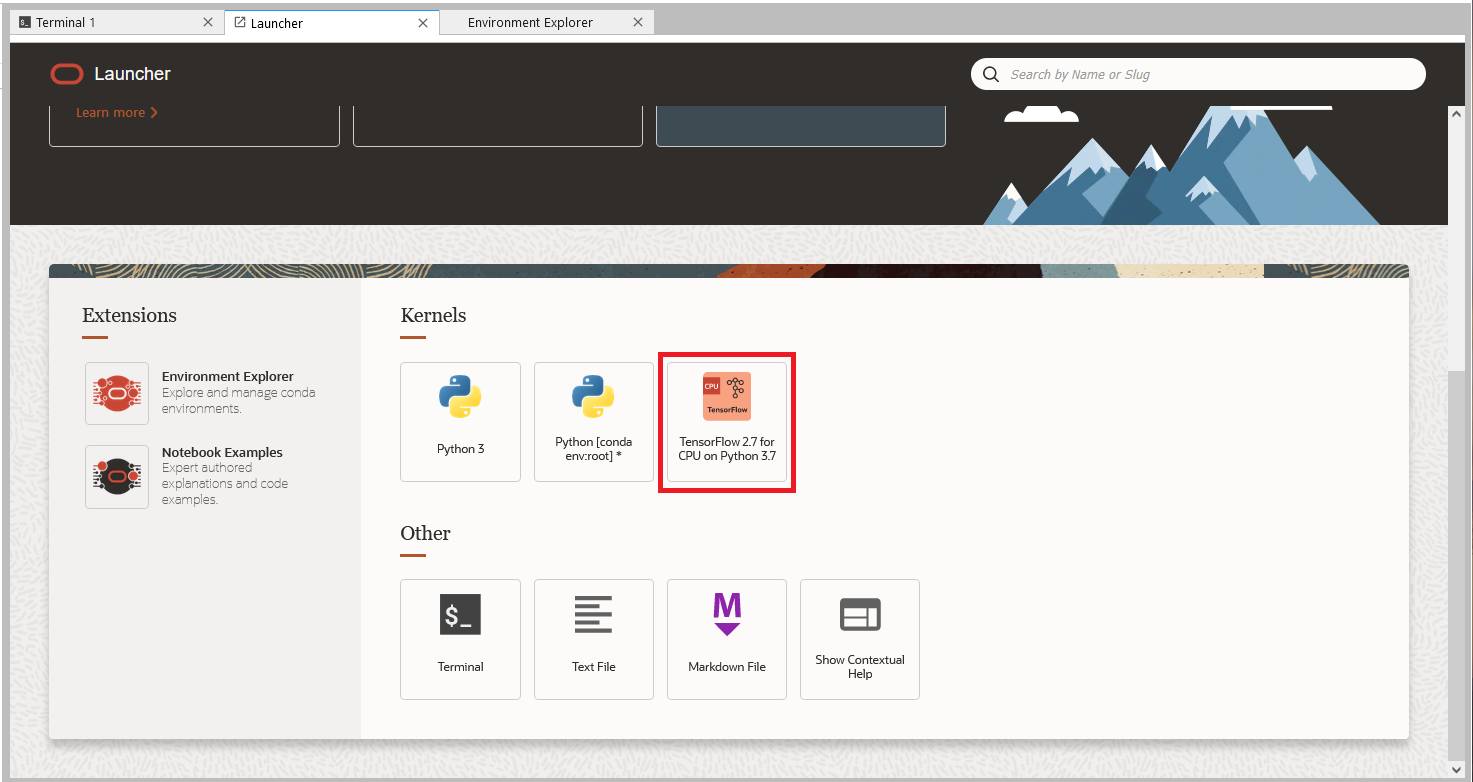 Terminal 1
Launcher
Environment Explorer
Launcher
Search by Name or Slug
Learn more
Extensions
Environment Explorer
Explore and manage conda
environments.
Notebook Examples
Expert authored
explanations and code
examples.
Kernels
Python 3
Python [conda
env:root] *
CPU
TensorFlow
TensorFlow 2.7 for
CPU on Python 3.7
Other
$_
Terminal
Text File
M
Markdown File
Show Contextual
Help